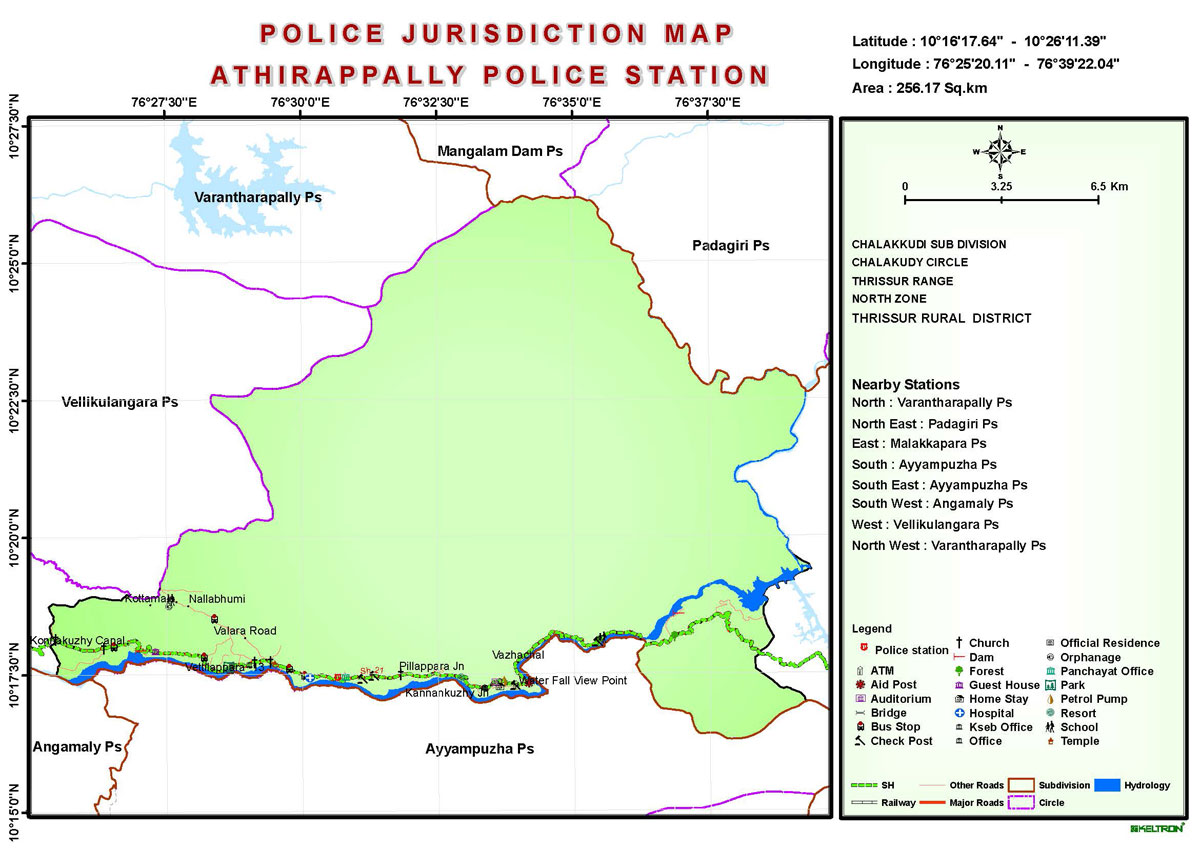 POLICE JURISDICTION MAP
ATHIRAPPALLY POLICE STATION
Latitude : 10°16'17.64" - 10°26'11.39"
Longitude : 76°25'20.11" - 76°39'22.04"
Area : 256.17 Sq.km
76°27'30"E 76°30'0"E 76°32'30"E 76°35'0"E 76°37'30"E
10°27'30"N
10°25'0"N
10°22'30"N
10°20'0"N
10°17'30"N
10°15'0"N
Mangalam Dam Ps
Varantharapally Ps
Padagiri Ps
Vellikulangara Ps
Nallabhumi
Valara Road
Konnakuzhy Canal
Vazhachal
Sh-21
Pillappara Jn
Kannankuzhy Jn
Water Fall View Point
Angamaly Ps
Ayyampuzha Ps
N
W E
S
0 3.25 6.5 Km
CHALAKKUDI SUB DIVISION
CHALAKUDY CIRCLE
THRISSUR RANGE
NORTH ZONE
THRISSUR RURAL DISTRICT
Nearby Stations
North : Varantharapally Ps
North East : Padagiri Ps
East : Malakkapara Ps
South : Ayyampuzha Ps
South East : Ayyampuzha Ps
South West : Angamaly Ps
West : Vellikulangara Ps
North West : Varantharapally Ps
Legend
Police station
ATM
Aid Post
Auditorium
Bridge
Bus Stop
Check Post
Church
Dam
Forest
Guest House
Home Stay
Hospital
Kseb Office
Office
Official Residence
Orphanage
Panchayat Office
Park
Petrol Pump
Resort
School
Temple
SH Other Roads Subdivision Hydrology
Railway Major Roads Circle
KELTRON